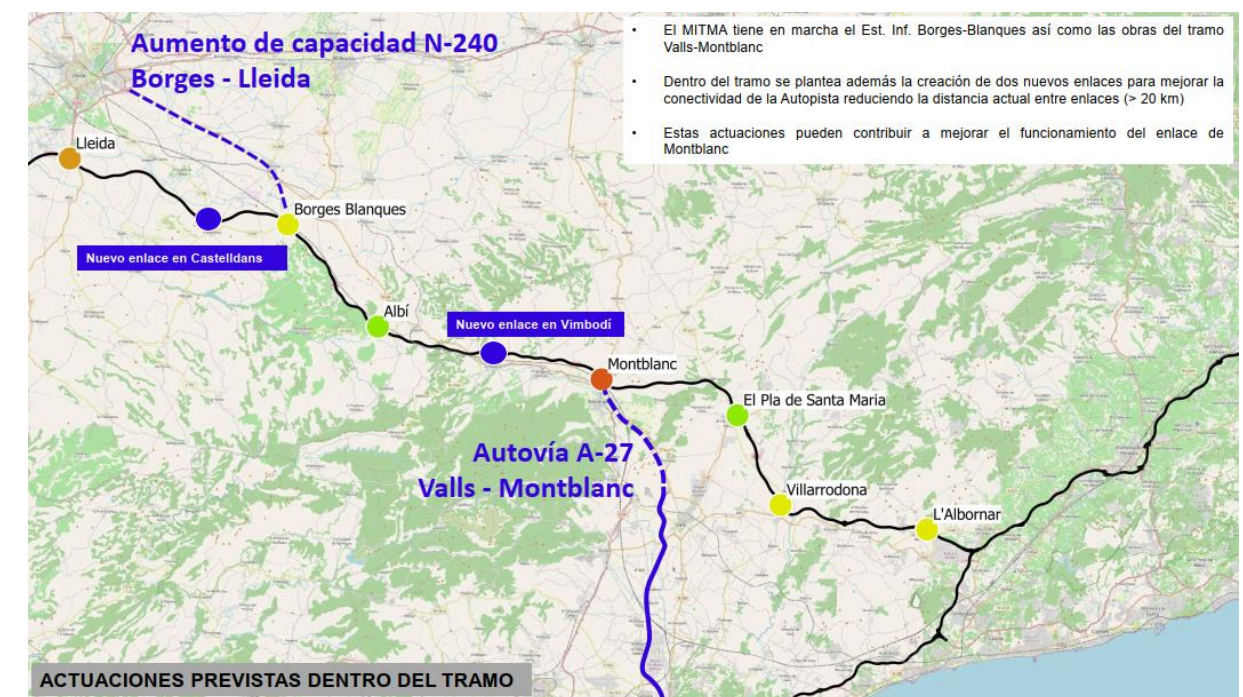 Aumento de capacidad N-240
Borges - Lleida
• El MITMA tiene en marcha el Est. Inf. Borges-Blanques así como las obras del tramo
Valls-Montblanc
• Dentro del tramo se plantea además la creación de dos nuevos enlaces para mejorar la
conectividad de la Autopista reduciendo la distancia actual entre enlaces (> 20 km)
• Estas actuaciones pueden contribuir a mejorar el funcionamiento del enlace de
Montblanc
Lleida
Borges Blanques
Nuevo enlace en Castelldans
Albí
Nuevo enlace en Vimbodí
Montblanc
El Pla de Santa Maria
Autovía A-27
Valls - Montblanc
Villarrodona
L'Albornar
ACTUACIONES PREVISTAS DENTRO DEL TRAMO